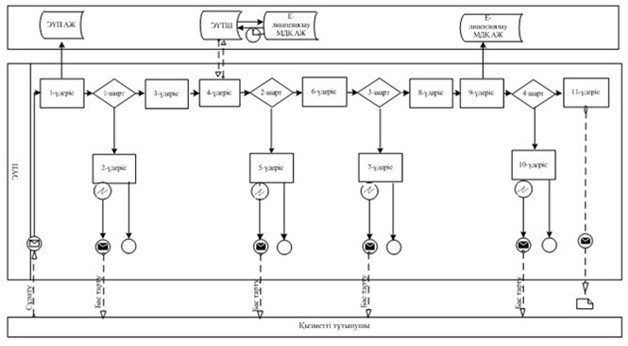 ЭҮП АЖ
ЭҮТШ
Е-
лицензиялау
МДҚ АЖ
Е-
лицензиялау
МДҚ АЖ
ЭҮП
1-үдеріс
1-шарт
3-үдеріс
4-үдеріс
2-шарт
6-үдеріс
3-шарт
8-үдеріс
9-үдеріс
4-шарт
11-үдеріс
2-үдеріс
5-үдеріс
7-үдеріс
10-үдеріс
Сұрату
Бас тарту
Бас тарту
Бас тарту
Бас тарту
Қызметті тұтынушы